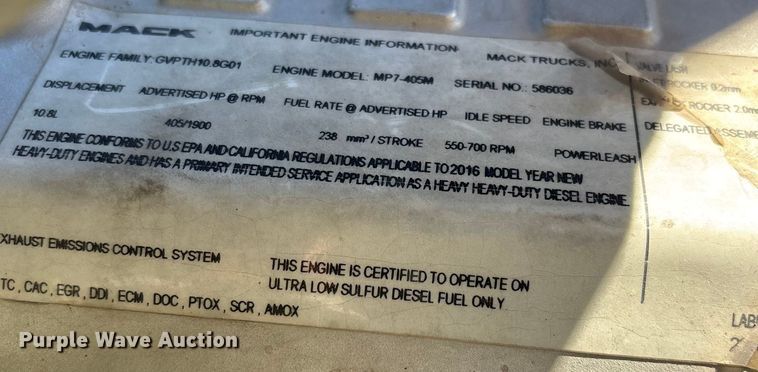 MACK IMPORTANT ENGINE INFORMATION MACK TRUCKS, INC
ENGINE FAMILY: GVPTH10.8G01 ENGINE MODEL: MP7-405M SERIAL NO.: 586036 VALVE LASH
ROCKER 0.2mm
DISPLACEMENT ADVERTISED HP @ RPM FUEL RATE @ ADVERTISED HP IDLE SPEED ENGINE BRAKE ROCKER 2.0mm
10.8L 405/1900 238 mm³ / STROKE 550-700 RPM POWERLEASH DELEGATED
THIS ENGINE CONFORMS TO U.S EPA AND CALIFORNIA REGULATIONS APPLICABLE TO 2016 MODEL YEAR NEW
HEAVY-DUTY ENGINES AND HAS A PRIMARY INTENDED SERVICE APPLICATION AS A HEAVY HEAVY-DUTY DIESEL ENGINE.
XHAUST EMISSIONS CONTROL SYSTEM
TC , CAC , EGR , DDI , ECM , DOC , PTOX , SCR , AMOX
THIS ENGINE IS CERTIFIED TO OPERATE ON
ULTRA LOW SULFUR DIESEL FUEL ONLY
LAB
Purple Wave Auction